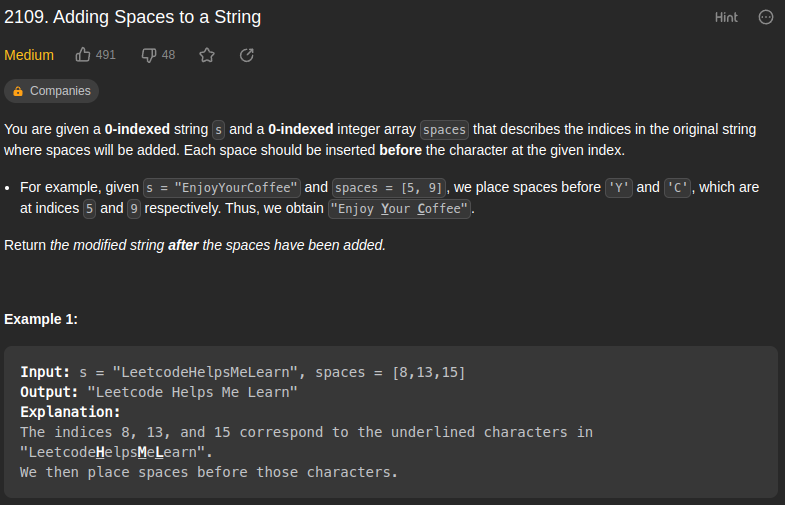 2109. Adding Spaces to a String
Hint
Medium 491 48
Companies
You are given a 0-indexed string s and a 0-indexed integer array spaces that describes the indices in the original string
where spaces will be added. Each space should be inserted before the character at the given index.
• For example, given s = "EnjoyYourCoffee" and spaces = [5, 9], we place spaces before 'Y' and 'C', which are
at indices 5 and 9 respectively. Thus, we obtain "Enjoy Your Coffee".
Return the modified string after the spaces have been added.
Example 1:
Input: s = "LeetcodeHelpsMeLearn", spaces = [8,13,15]
Output: "Leetcode Helps Me Learn"
Explanation:
The indices 8, 13, and 15 correspond to the underlined characters in
"LeetcodeHelpsMeLearn".
We then place spaces before those characters.